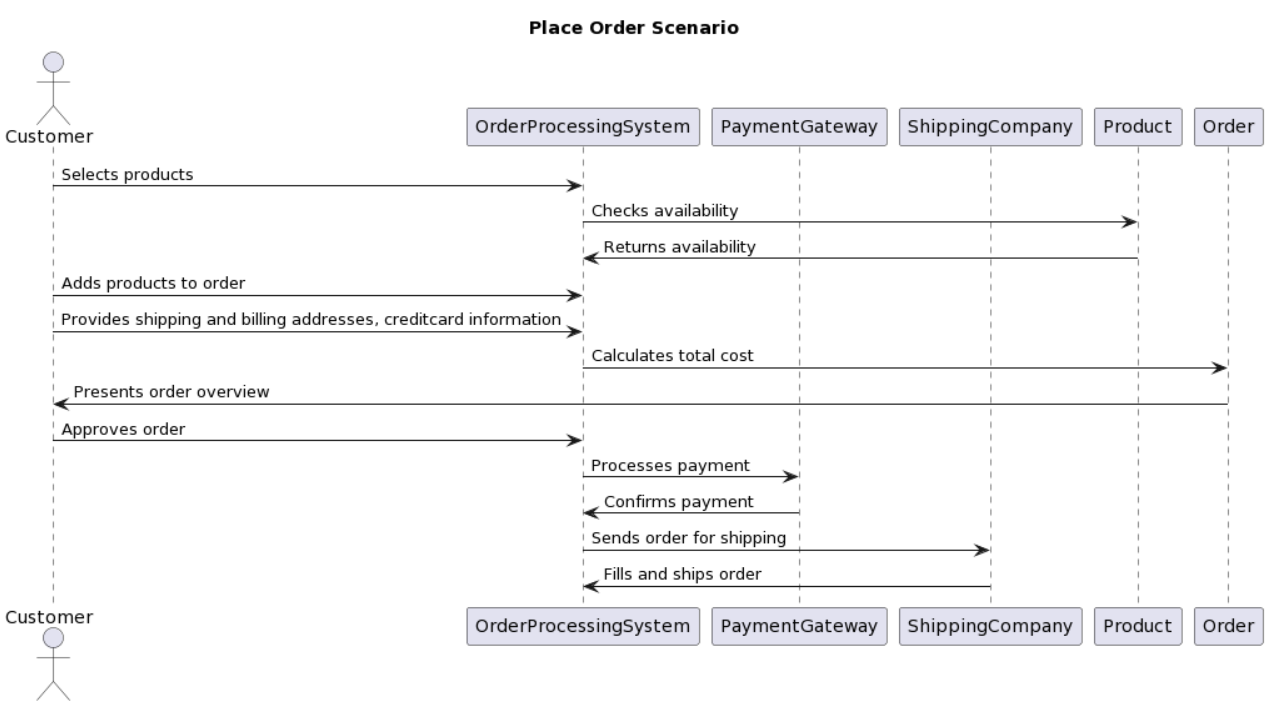 Place Order Scenario
Customer
OrderProcessingSystem
PaymentGateway
ShippingCompany
Product
Order
Selects products
Checks availability
Returns availability
Adds products to order
Provides shipping and billing addresses, creditcard information
Calculates total cost
Presents order overview
Approves order
Processes payment
Confirms payment
Sends order for shipping
Fills and ships order
Customer
OrderProcessingSystem
PaymentGateway
ShippingCompany
Product
Order